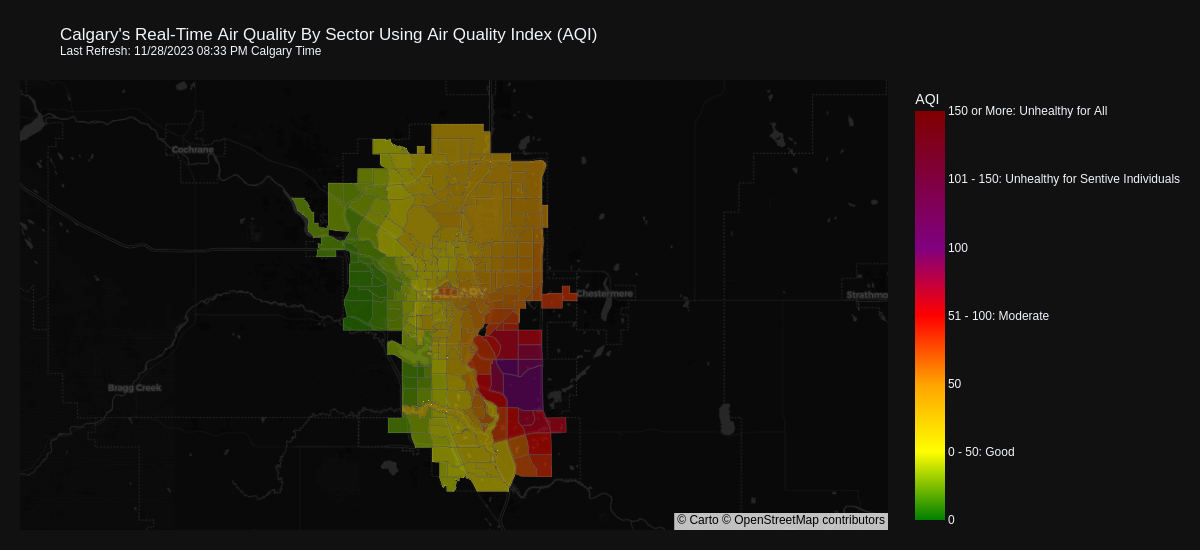 Calgary's Real-Time Air Quality By Sector Using Air Quality Index (AQI)
Last Refresh: 11/28/2023 08:33 PM Calgary Time
AQI
150 or More: Unhealthy for All
Cochrane
101 - 150: Unhealthy for Sentive Individuals
100
CALGARY
Chestermere
Strathmo
51 - 100: Moderate
50
Bragg Creek
0 - 50: Good
0
© Carto © OpenStreetMap contributors